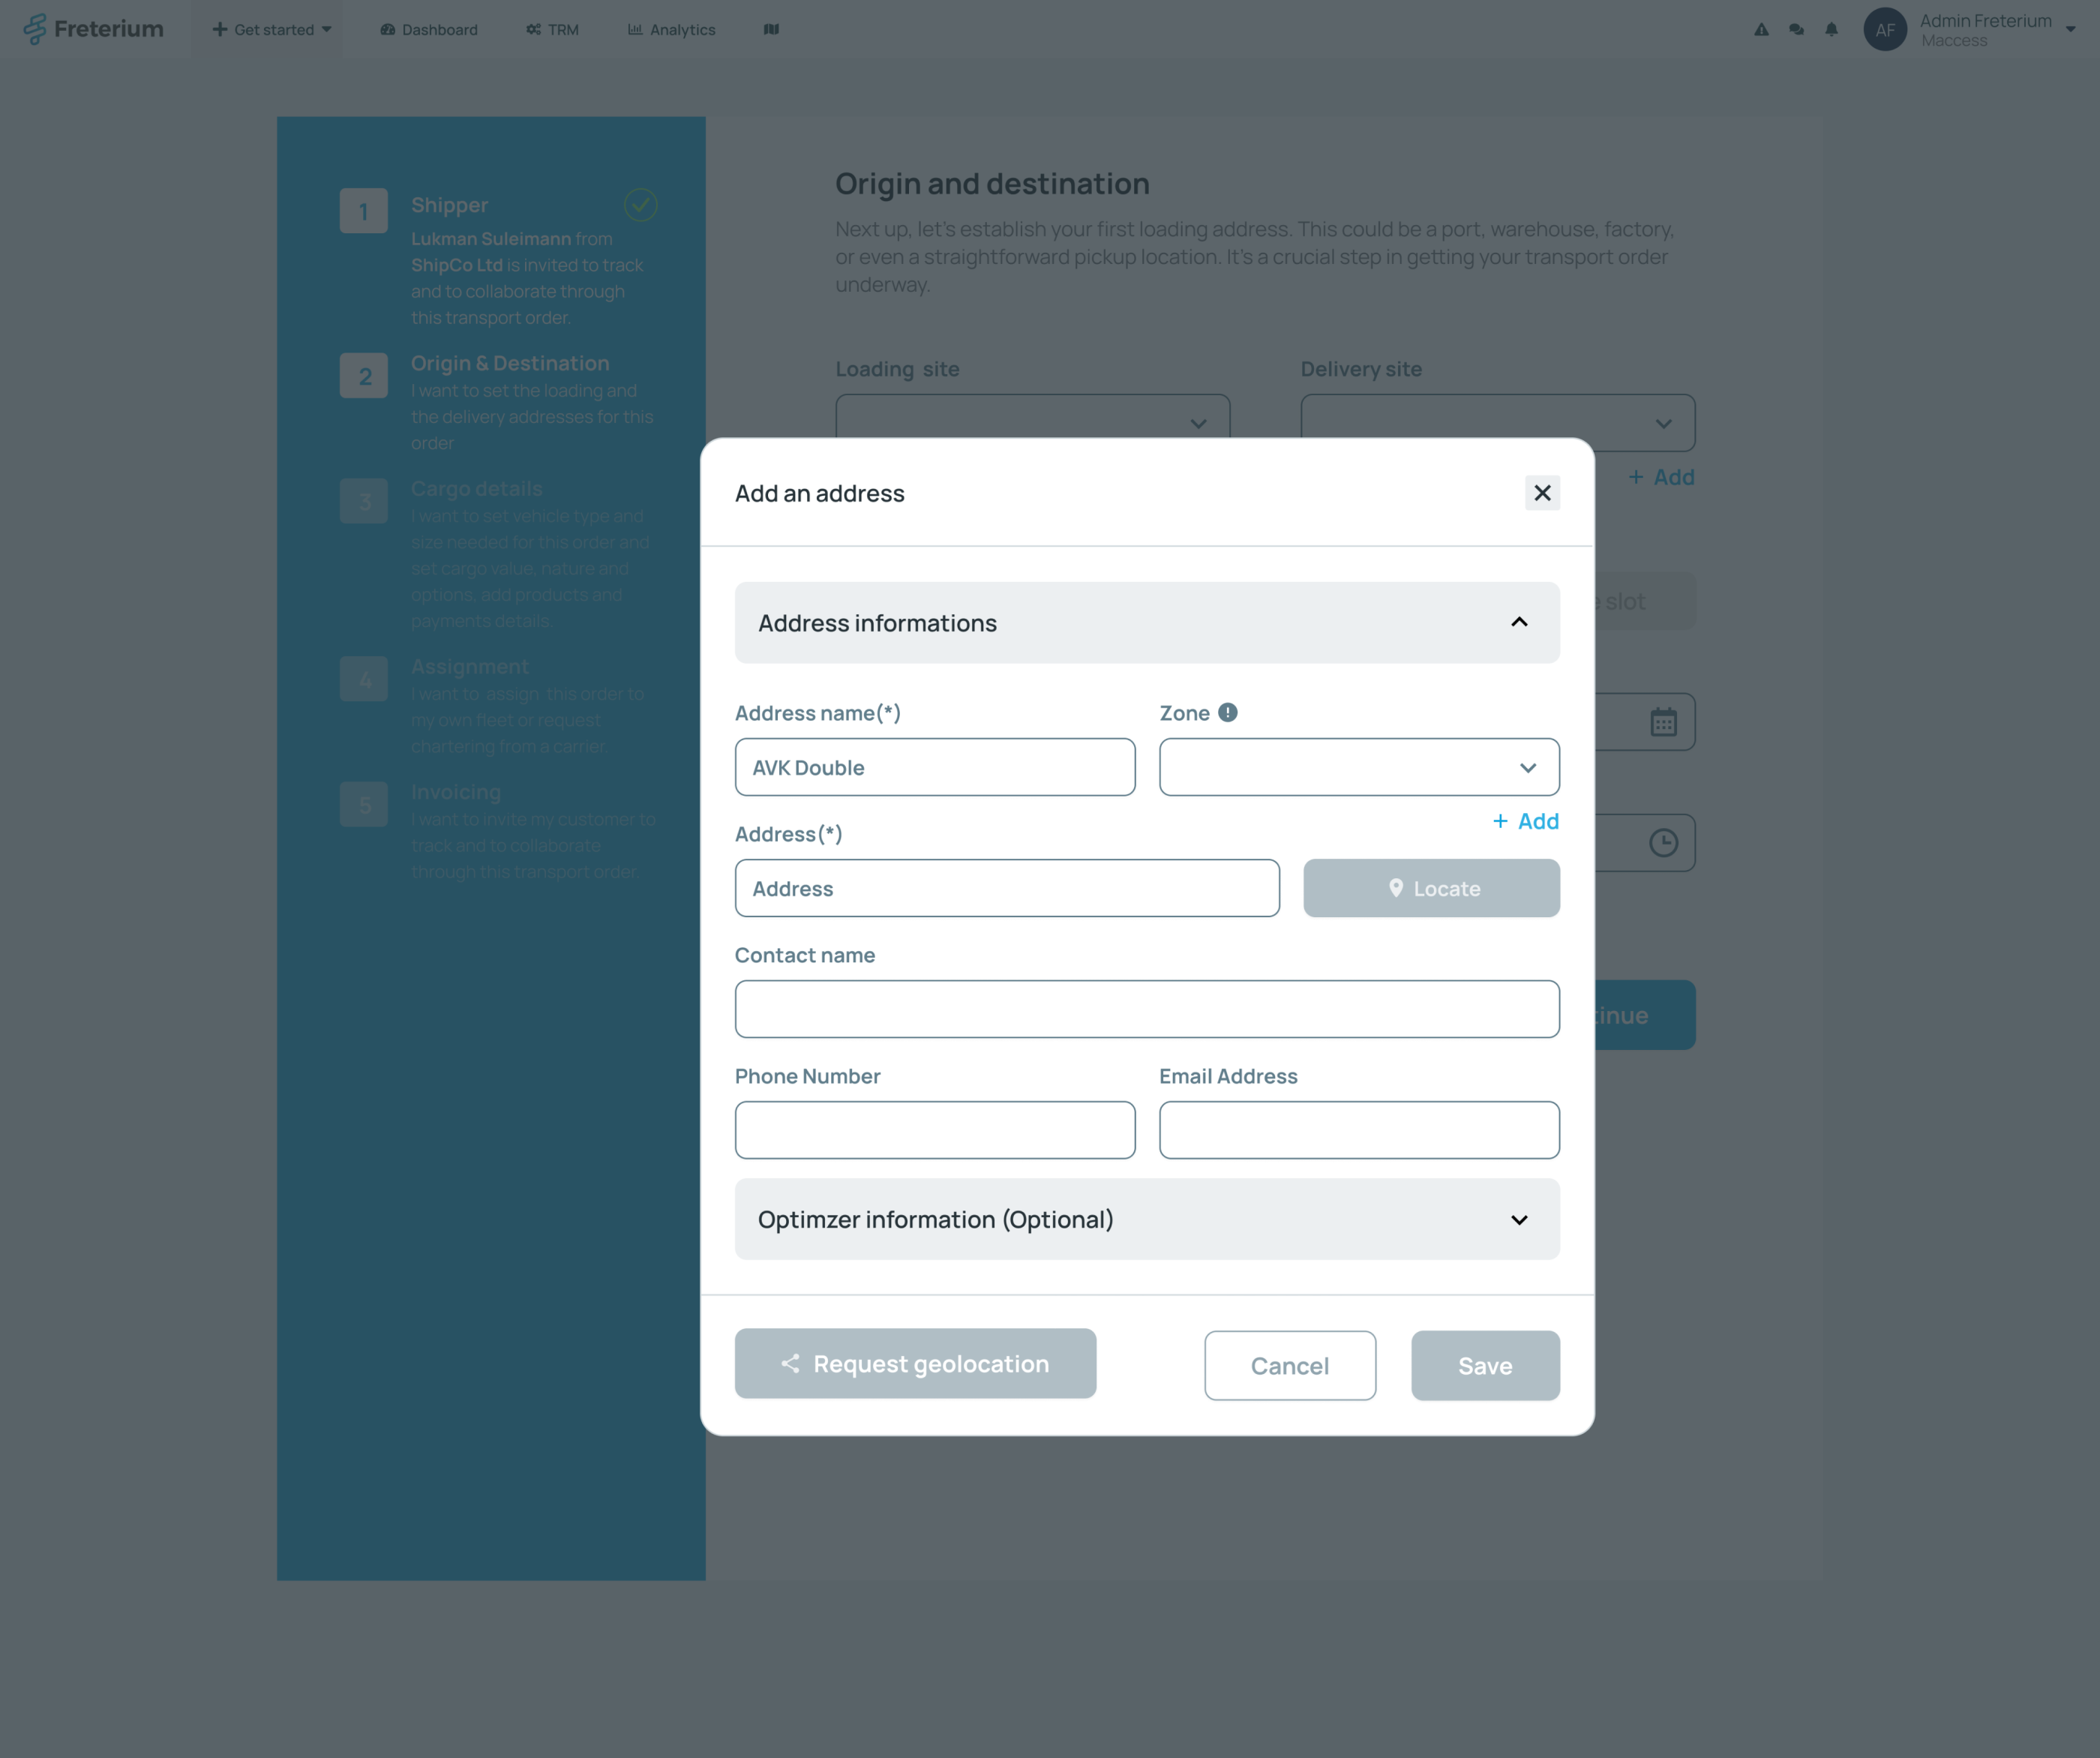 Freterium
Get started
Dashboard
TRM
Analytics
AF
Admin Freterium
Maccess
1
Shipper
Lukman Suleimann from
ShipCo Ltd is invited to track
and to collaborate through
this transport order.
2
Origin & Destination
I want to set the loading and
the delivery addresses for this
order
3
Cargo details
I want to set vehicle type and
size needed for this order and
set cargo value, nature and
options, add products and
payments details.
4
Assignment
I want to assign this order to
my own fleet or request
chartering from a carrier.
5
Invoicing
I want to invite my customer to
track and to collaborate
through this transport order.
Origin and destination
Next up, let's establish your first loading address. This could be a port, warehouse, factory,
or even a straightforward pickup location. It's a crucial step in getting your transport order
underway.
Loading site
Delivery site
+ Add
slot
tinue
Add an address
Address informations
Address name(*)
Zone
AVK Double
+ Add
Address(*)
Address
Locate
Contact name
Phone Number
Email Address
Optimzer information (Optional)
Request geolocation
Cancel
Save